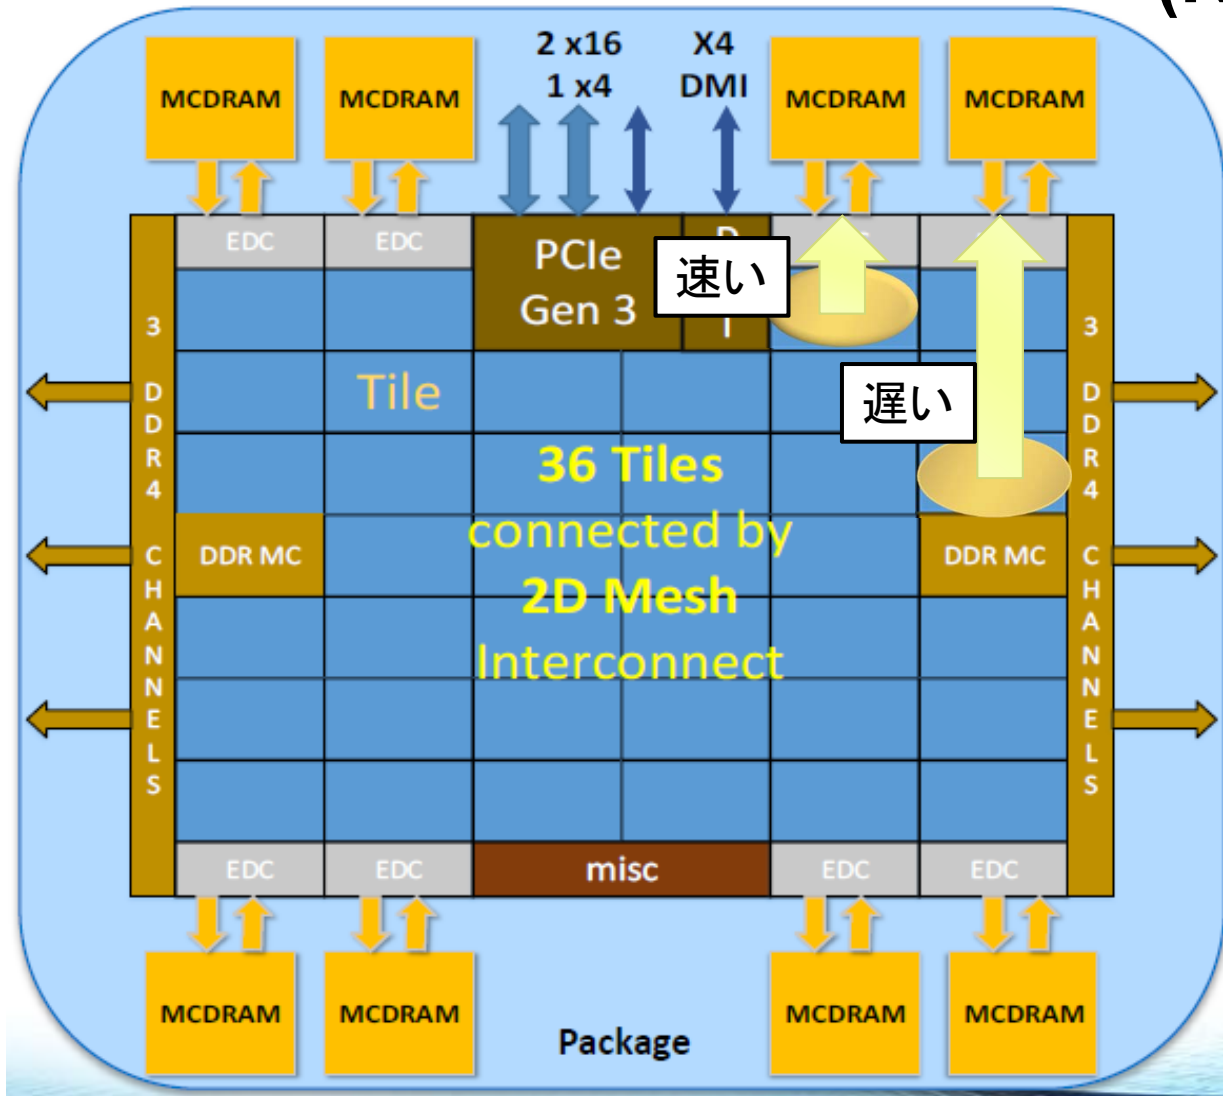 2 x16
1 x4
X4
DMI
MCDRAM
MCDRAM
MCDRAM
MCDRAM
EDC
EDC
PCIe
Gen 3
速い
遅い
Tile
3 DDR4 CHANNELS
3 DDR4 CHANNELS
36 Tiles
connected by
2D Mesh
Interconnect
DDR MC
DDR MC
EDC
EDC
misc
EDC
EDC
MCDRAM
MCDRAM
MCDRAM
MCDRAM
Package